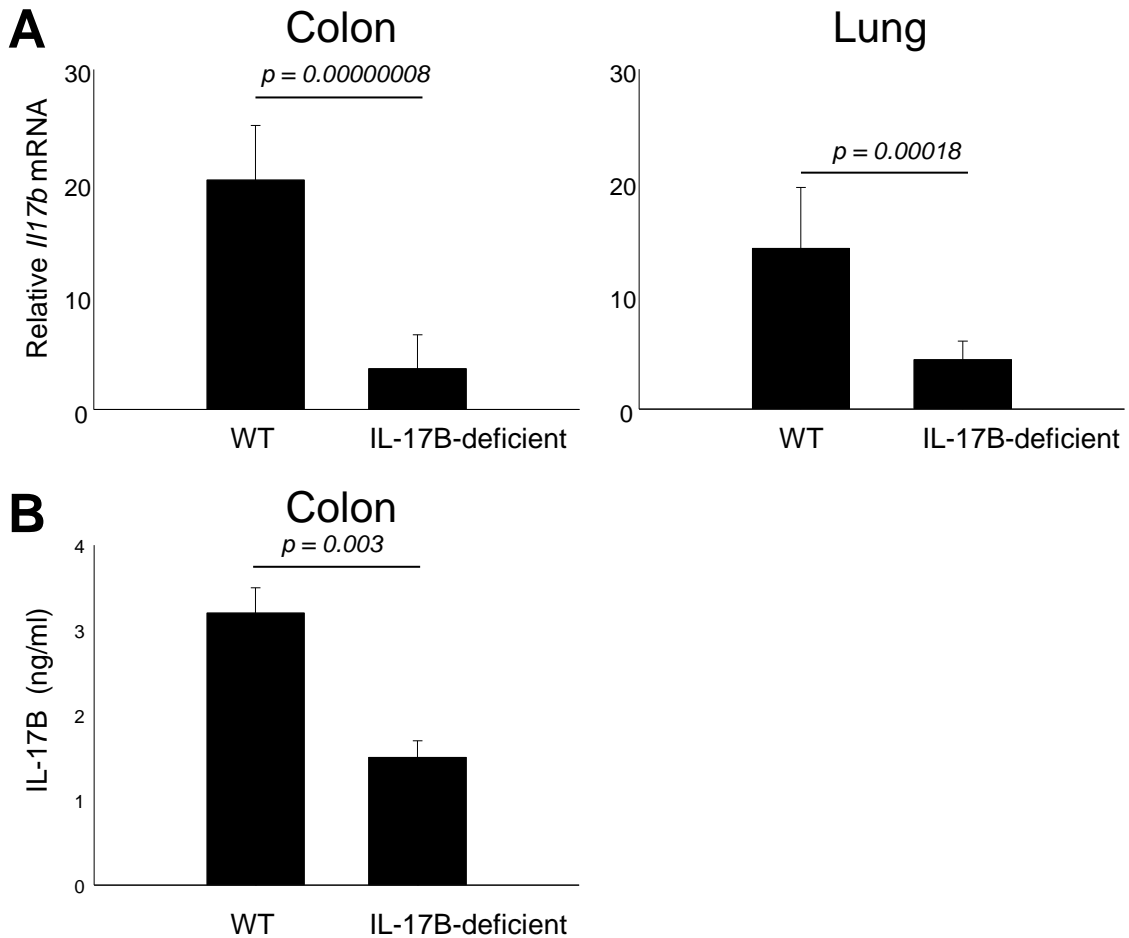 A
Colon
Lung
p = 0.00000008
p = 0.00018
Relative Il17b mRNA
30
20
10
0
30
20
10
0
WT
IL-17B-deficient
WT
IL-17B-deficient
B
Colon
p = 0.003
IL-17B (ng/ml)
4
3
2
1
0
WT
IL-17B-deficient